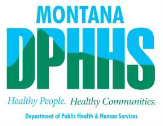 MONTANA
DPHHS
Healthy People. Healthy Communities.
Department of Public Health & Human Services